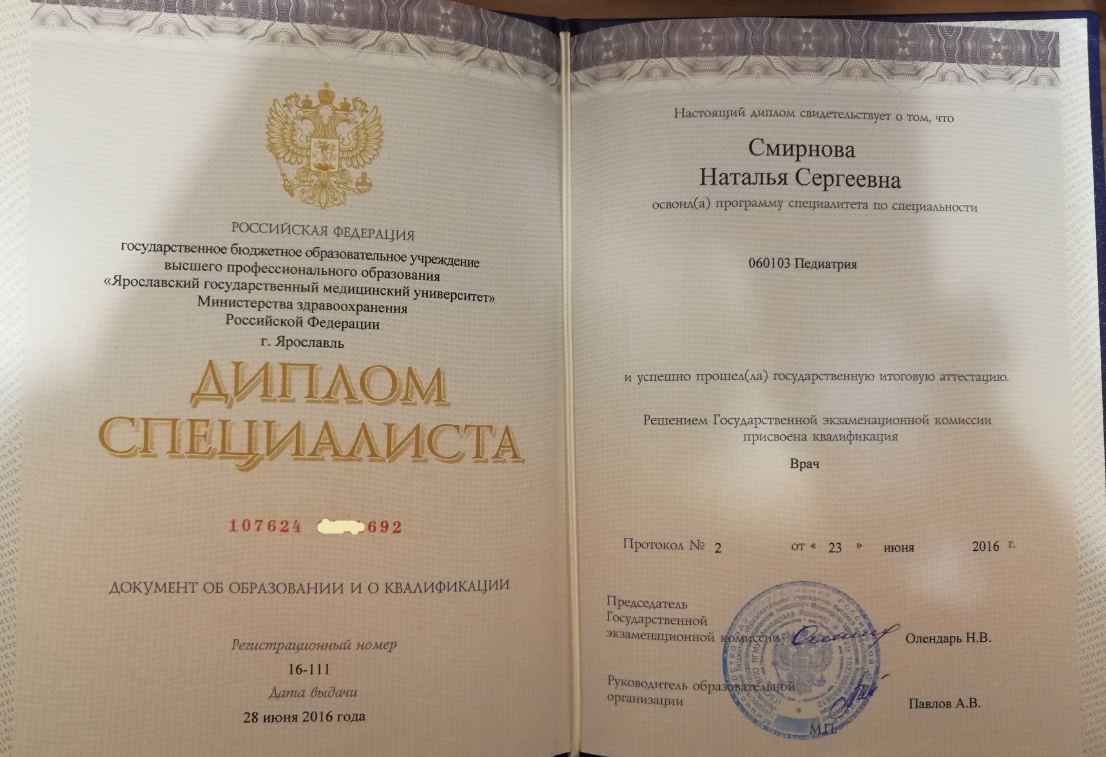 РОССИЙСКАЯ ФЕДЕРАЦИЯ
государственное бюджетное образовательное учреждение
высшего профессионального образования
«Ярославский государственный медицинский университет»
Министерства здравоохранения
Российской Федерации
г. Ярославль
ДИПЛОМ
СПЕЦИАЛИСТА
107624 692
ДОКУМЕНТ ОБ ОБРАЗОВАНИИ И О КВАЛИФИКАЦИИ
Регистрационный номер
16-111
Дата выдачи
28 июня 2016 года
Настоящий диплом свидетельствует о том, что
Смирнова
Наталья Сергеевна
освоил(а) программу специалитета по специальности
060103 Педиатрия
и успешно прошел(ла) государственную итоговую аттестацию.
Решением Государственной экзаменационной комиссии
присвоена квалификация
Врач
Протокол № 2 от « 23 » июня 2016 г.
Председатель
Государственной
экзаменационной комиссии Олендарь Н.В.
Руководитель образовательной
организации Павлов А.В.
М.П.